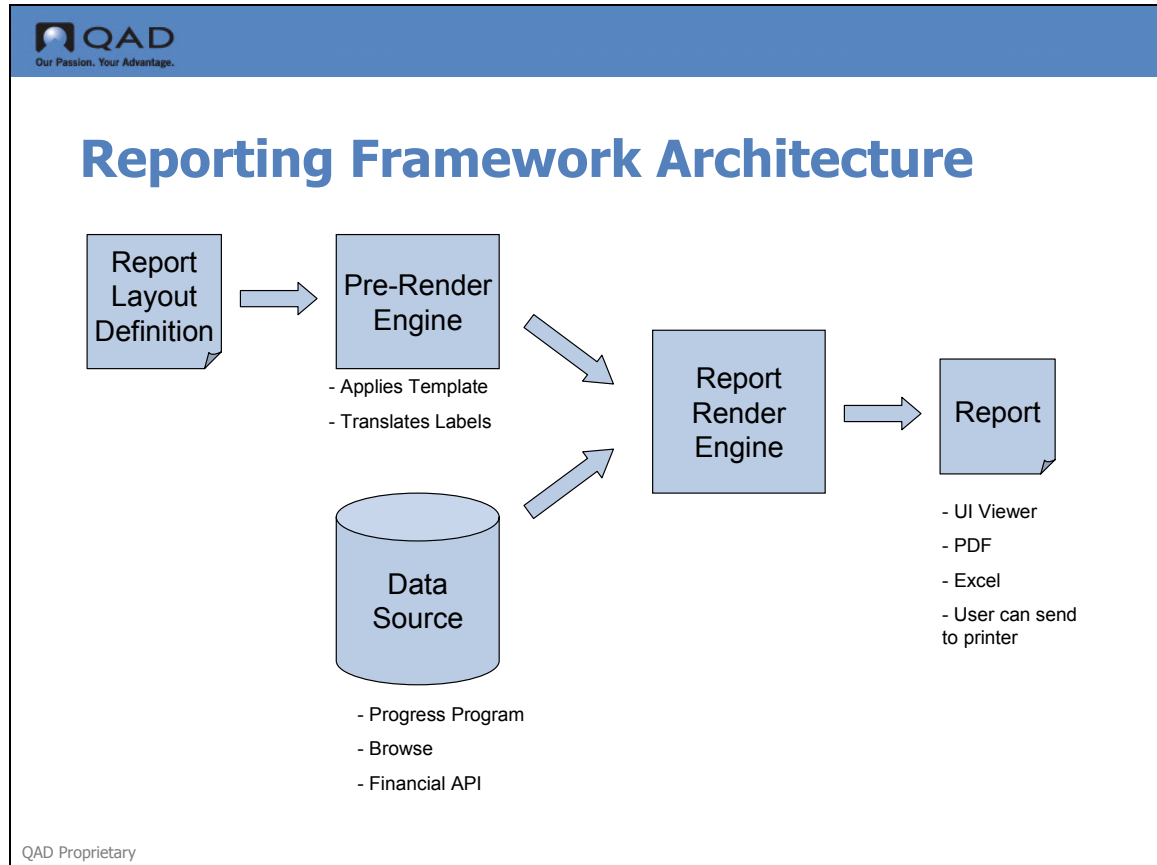 QAD
Our Passion. Your Advantage.
Reporting Framework Architecture
Report
Layout
Definition
Pre-Render
Engine
- Applies Template
- Translates Labels
Data
Source
- Progress Program
- Browse
- Financial API
Report
Render
Engine
Report
- UI Viewer
- PDF
- Excel
- User can send
to printer
QAD Proprietary